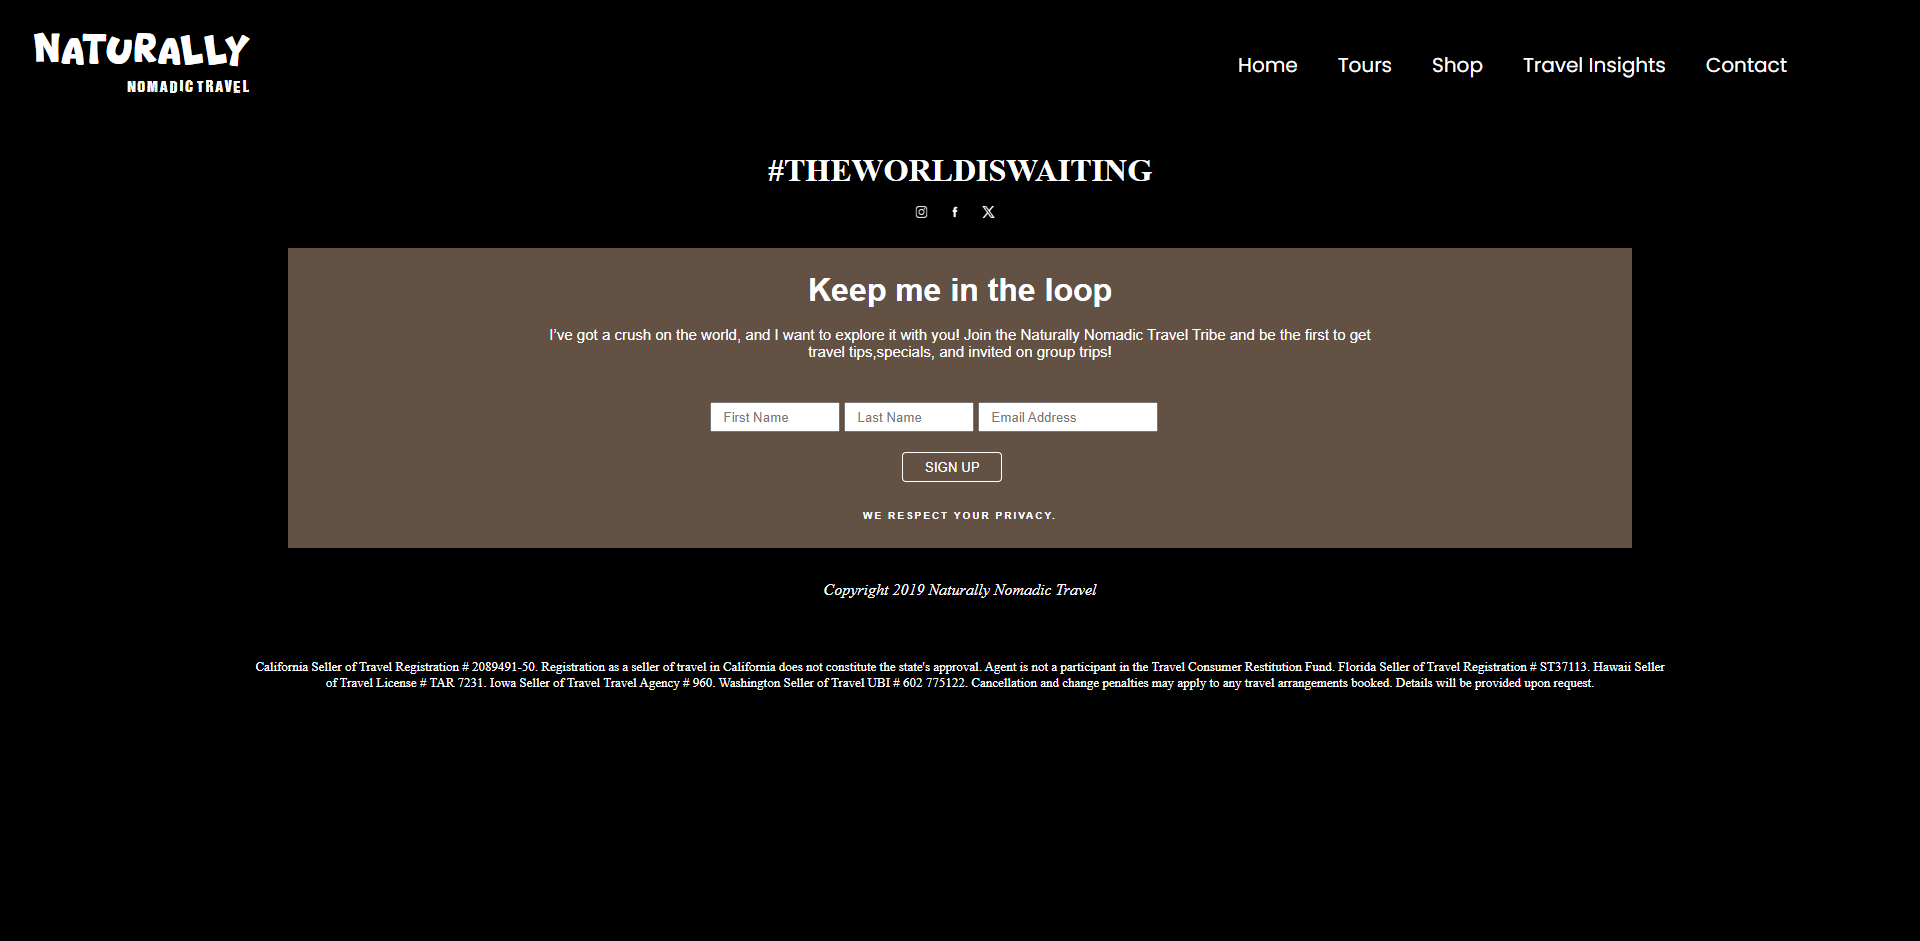 NATURALLY
NOMADIC TRAVEL
Home Tours Shop Travel Insights Contact
#THEWORLDISWAITING
Keep me in the loop
I've got a crush on the world, and I want to explore it with you! Join the Naturally Nomadic Travel Tribe and be the first to get
travel tips,specials, and invited on group trips!
First Name Last Name Email Address
SIGN UP
WE RESPECT YOUR PRIVACY.
Copyright 2019 Naturally Nomadic Travel
California Seller of Travel Registration # 2089491-50. Registration as a seller of travel in California does not constitute the state's approval. Agent is not a participant in the Travel Consumer Restitution Fund. Florida Seller of Travel Registration # ST37113. Hawaii Seller
of Travel License # TAR 7231. Iowa Seller of Travel Travel Agency # 960. Washington Seller of Travel UBI # 602 775122. Cancellation and change penalties may apply to any travel arrangements booked. Details will be provided upon request.